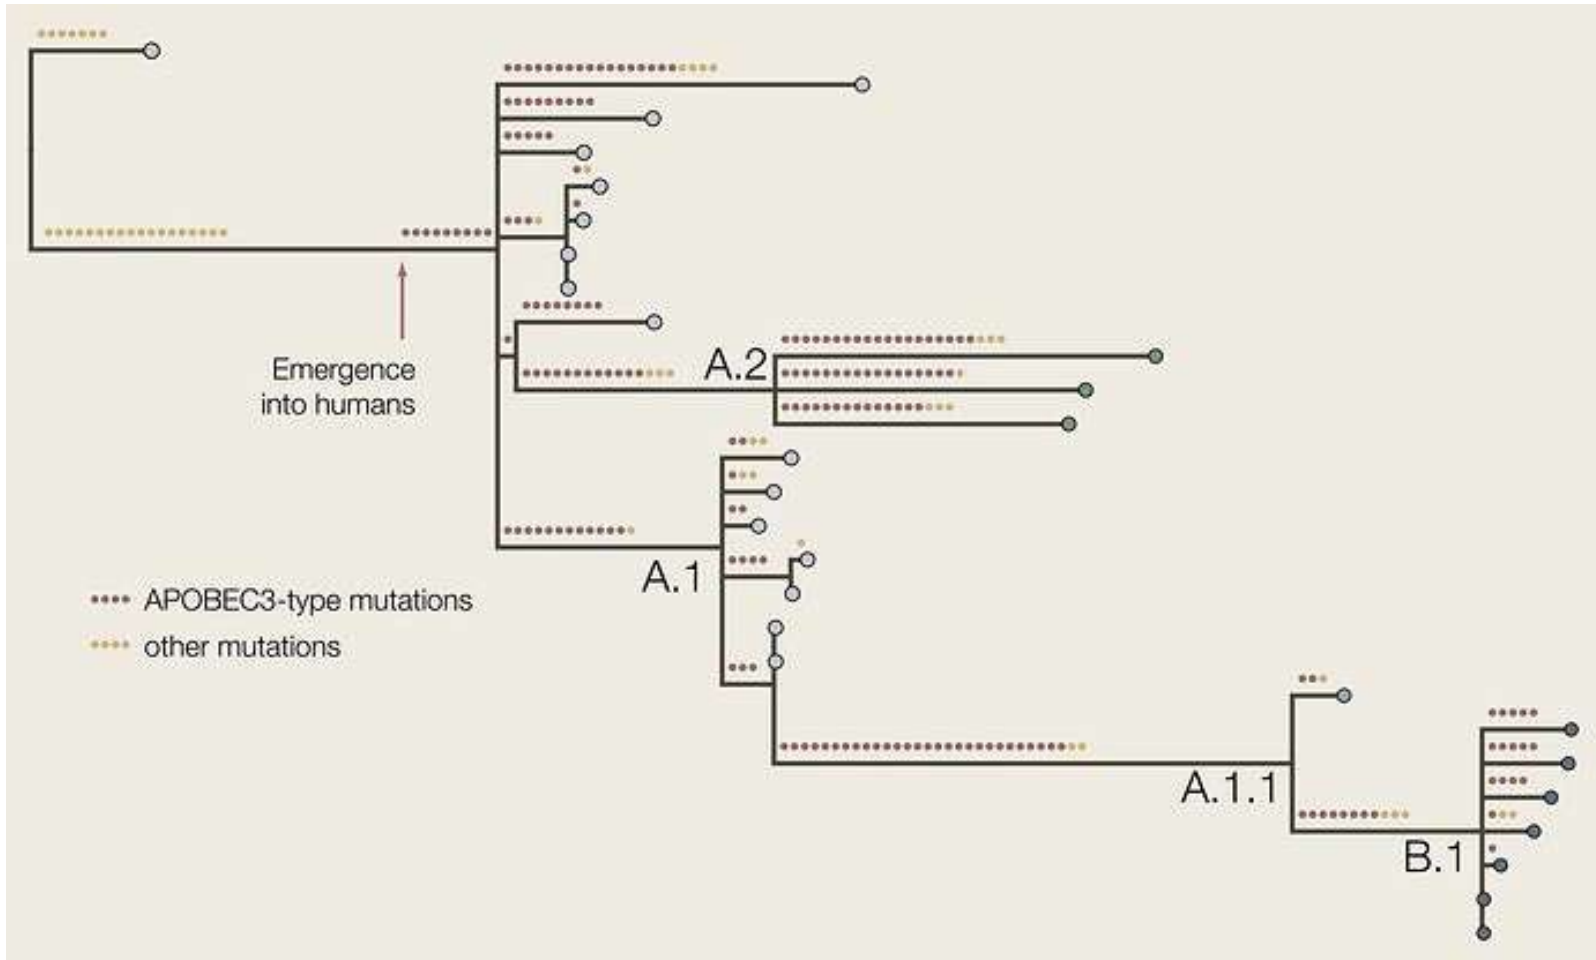 Emergence
into humans
A.2
A.1
APOBEC3-type mutations
other mutations
A.1.1
B.1